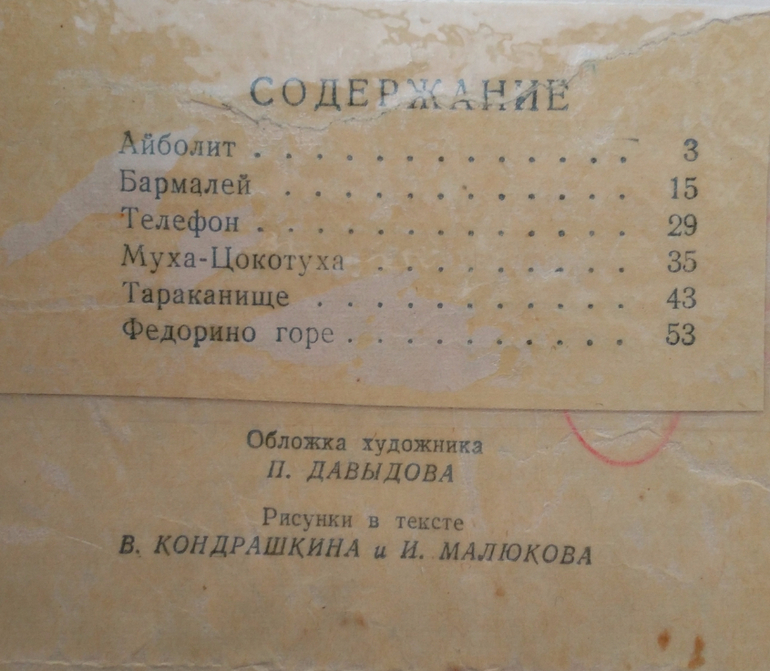 СОДЕРЖАНИЕ
Айболит . . . . . . . . . . . . . 3
Бармалей . . . . . . . . . . . . 15
Телефон . . . . . . . . . . . . . 29
Муха-Цокотуха . . . . . . . . . 35
Тараканище . . . . . . . . . . . 43
Федорино горе . . . . . . . . . . 53
Обложка художника
П. ДАВЫДОВА
Рисунки в тексте
В. КОНДРАШКИНА и И. МАЛЮКОВА